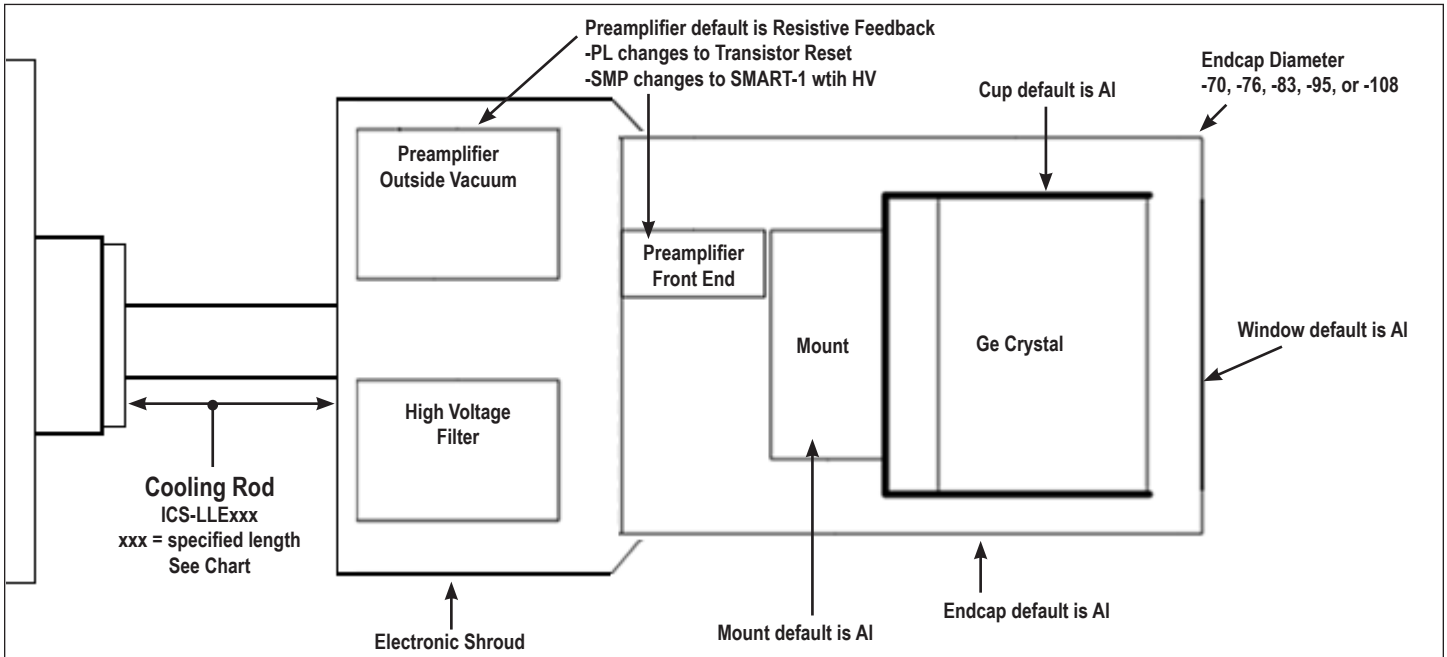 Preamplifier default is Resistive Feedback
-PL changes to Transistor Reset
-SMP changes to SMART-1 wtih HV
Endcap Diameter
-70, -76, -83, -95, or -108
Cup default is Al
Preamplifier
Outside Vacuum
Preamplifier
Front End
Mount
Ge Crystal
Window default is Al
High Voltage
Filter
Cooling Rod
ICS-LLExxx
xxx = specified length
See Chart
Electronic Shroud
Mount default is Al
Endcap default is Al